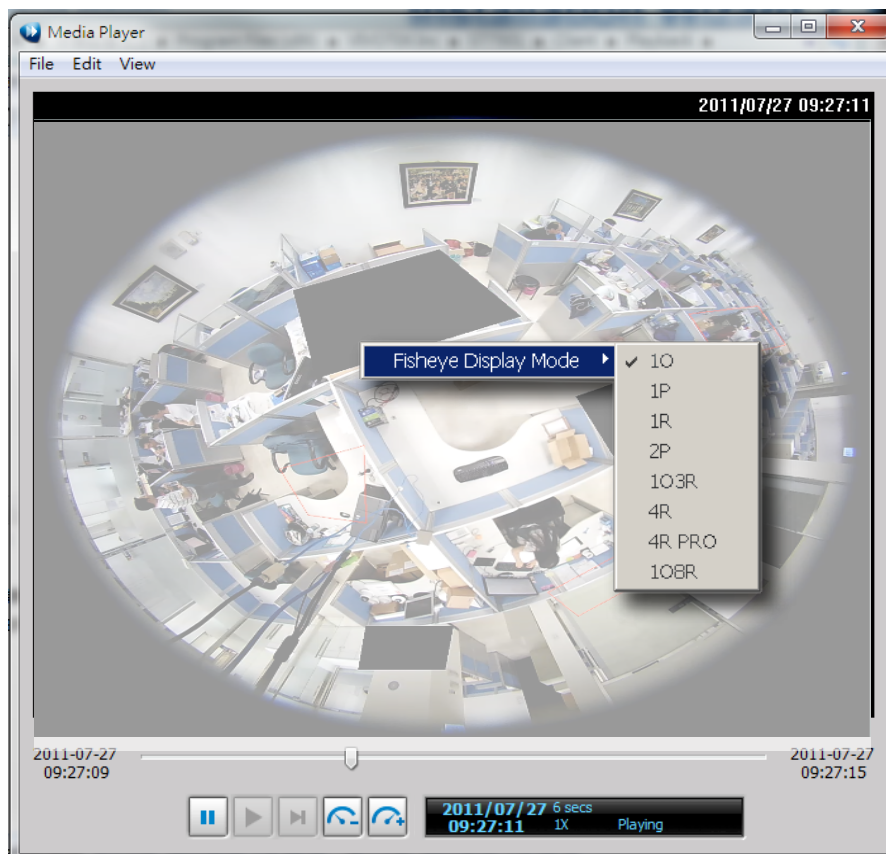 Media Player
File Edit View
2011/07/27 09:27:11
Fisheye Display Mode
1O
1P
1R
2P
1O3R
4R
4R PRO
1O8R
2011-07-27
09:27:09
2011-07-27
09:27:15
2011/07/27 6 secs
09:27:11 1X Playing